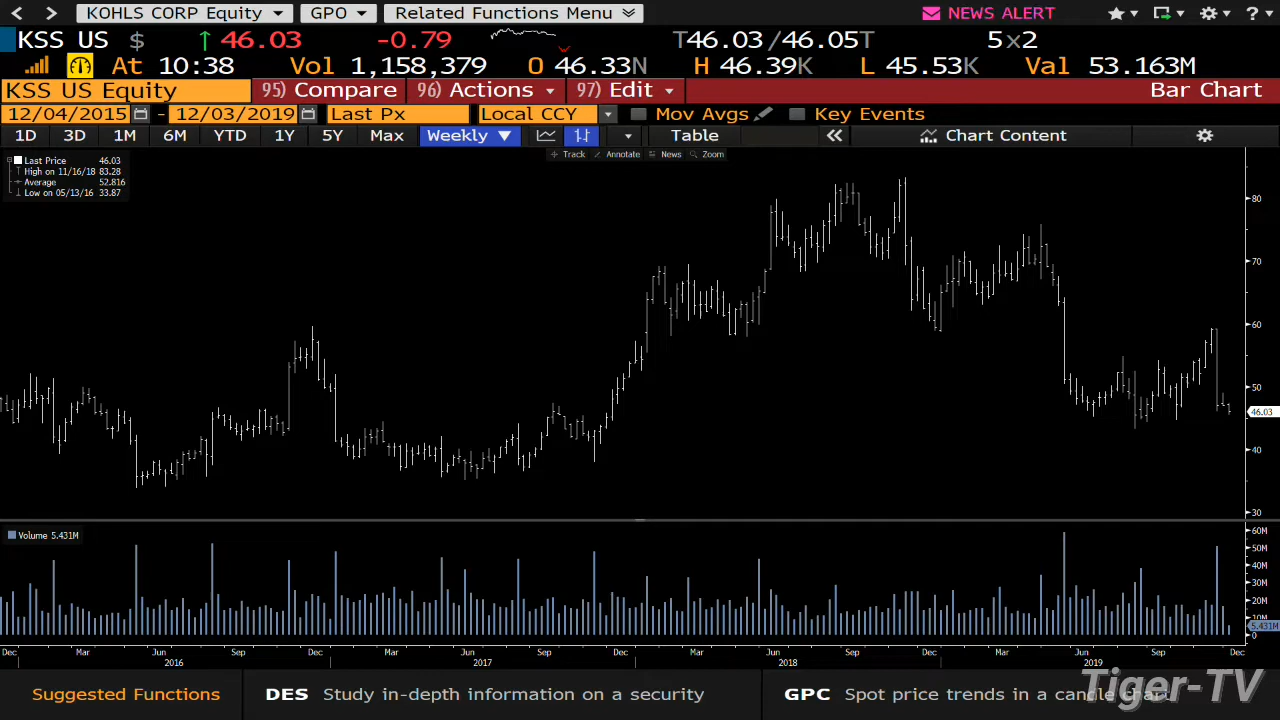 KOHLS CORP Equity GPO Related Functions Menu NEWS ALERT ?
KSS US $ ↑ 46.03 -0.79 T46.03/46.05T 5x2
At 10:38 Vol 1,158,379 O 46.33N H 46.39K L 45.53K Val 53.163M
KSS US Equity 95) Compare 96) Actions 97) Edit Bar Chart
12/04/2015 - 12/03/2019 Last Px Local CCY Mov Avgs Key Events
1D 3D 1M 6M YTD 1Y 5Y Max Weekly ▼ Table « Chart Content
Track Annotate News Zoom
Last Price 46.03
High on 11/16/18 83.28
Average 52.816
Low on 05/13/16 33.87
80
70
60
50
46.03
40
30
Volume 5.431M
60M
50M
40M
30M
20M
10M
5.431M
0
Dec Mar Jun Sep Dec Mar Jun Sep Dec Mar Jun Sep Dec Mar Jun Sep Dec
2016 2017 2018 2019
Suggested Functions DES Study in-depth information on a security GPC Spot price trends in a candle chart
Tiger-TV